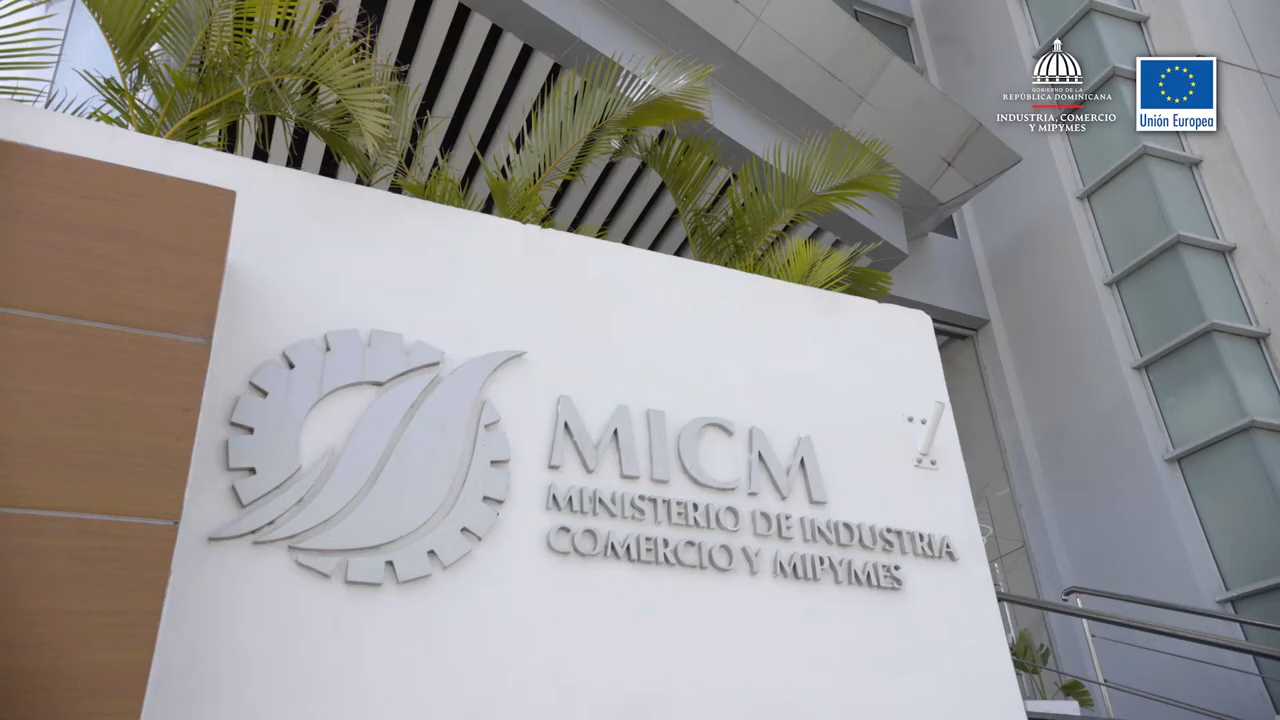 GOBIERNO DE LA
REPÚBLICA DOMINICANA
INDUSTRIA, COMERCIO
Y MIPYMES
Unión Europea
MICM
MINISTERIO DE INDUSTRIA
COMERCIO Y MIPYMES